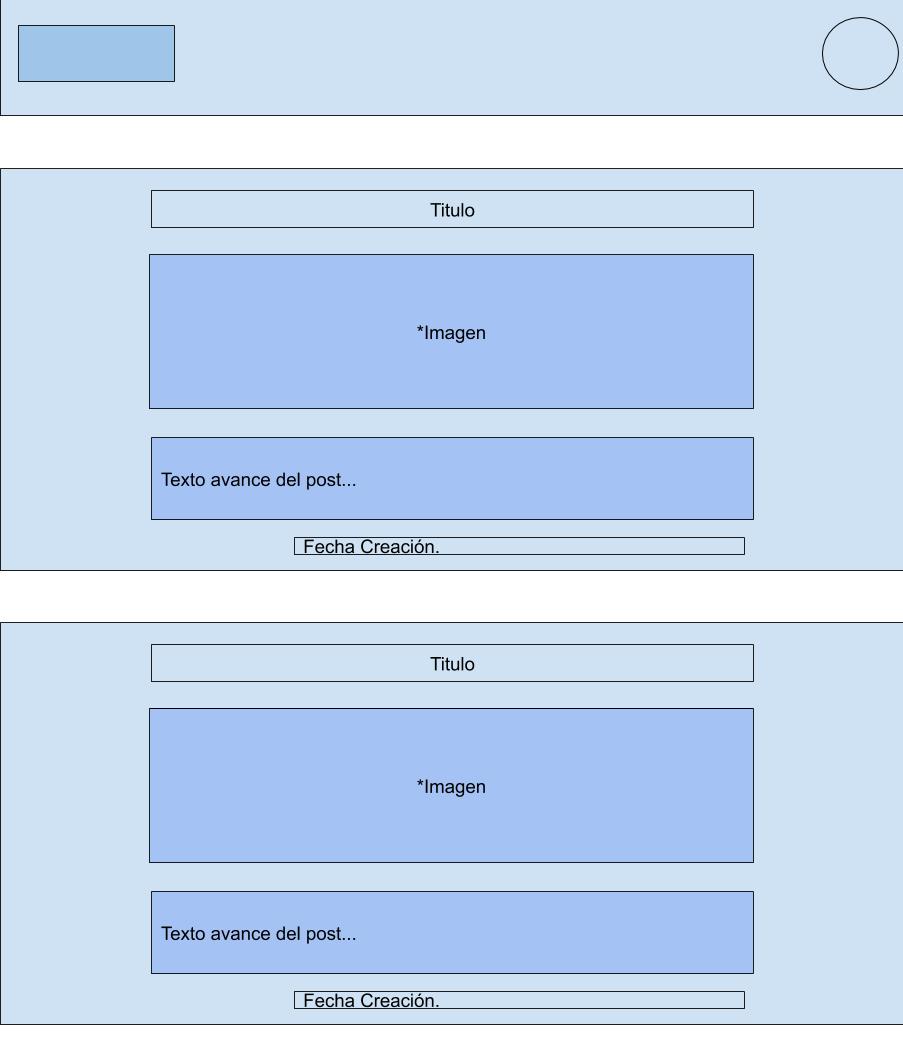 Titulo
*Imagen
Texto avance del post...
Fecha Creación.
Titulo
*Imagen
Texto avance del post...
Fecha Creación.